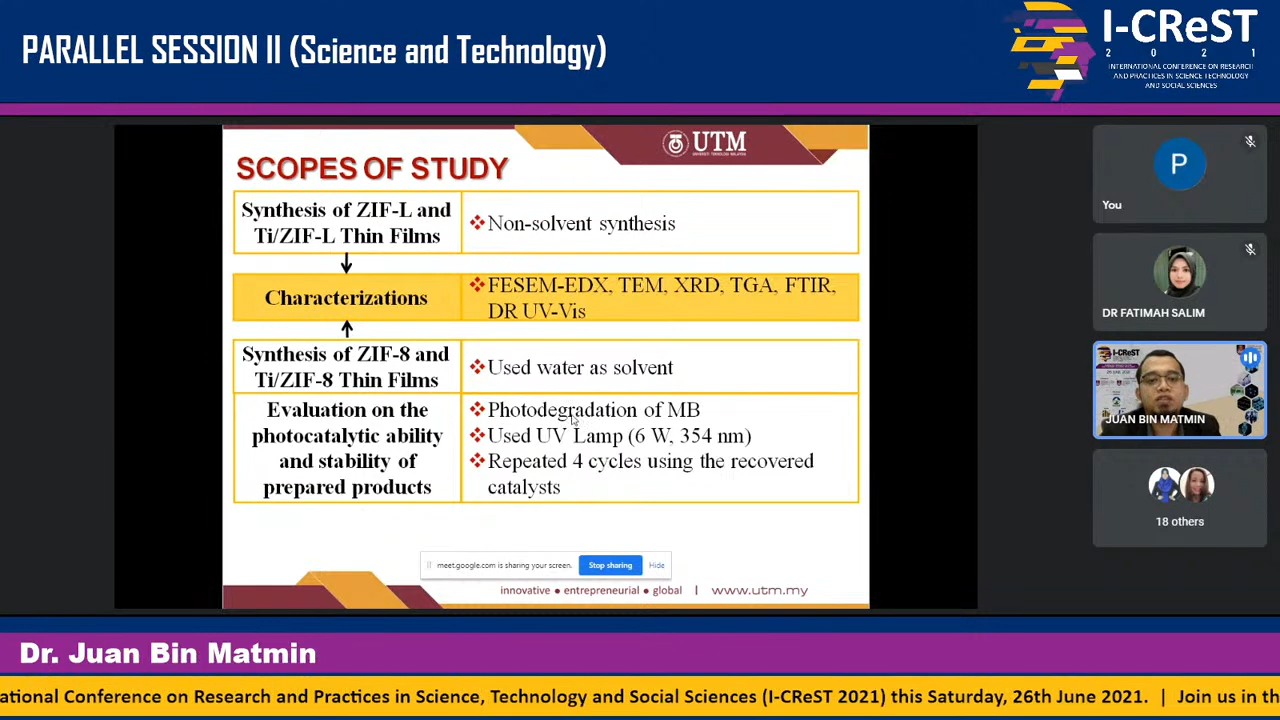 PARALLEL SESSION II (Science and Technology)
I-CReST
2 0 2 1
INTERNATIONAL CONFERENCE ON RESEARCH
AND PRACTICES IN SCIENCE TECHNOLOGY
AND SOCIAL SCIENCES
UTM
UNIVERSITI TEKNOLOGI MALAYSIA
SCOPES OF STUDY
Synthesis of ZIF-L and
Ti/ZIF-L Thin Films
❖Non-solvent synthesis
Characterizations
❖FESEM-EDX, TEM, XRD, TGA, FTIR,
DR UV-Vis
Synthesis of ZIF-8 and
Ti/ZIF-8 Thin Films
❖Used water as solvent
Evaluation on the
photocatalytic ability
and stability of
prepared products
❖Photodegradation of MB
❖Used UV Lamp (6 W, 354 nm)
❖Repeated 4 cycles using the recovered
catalysts
meet.google.com is sharing your screen.
Stop sharing
Hide
innovative ● entrepreneurial ● global | www.utm.my
P
You
DR FATIMAH SALIM
I-CReST
JUAN BIN MATMIN
18 others
Dr. Juan Bin Matmin
ational Conference on Research and Practices in Science, Technology and Social Sciences (I-CReST 2021) this Saturday, 26th June 2021. | Join us in th